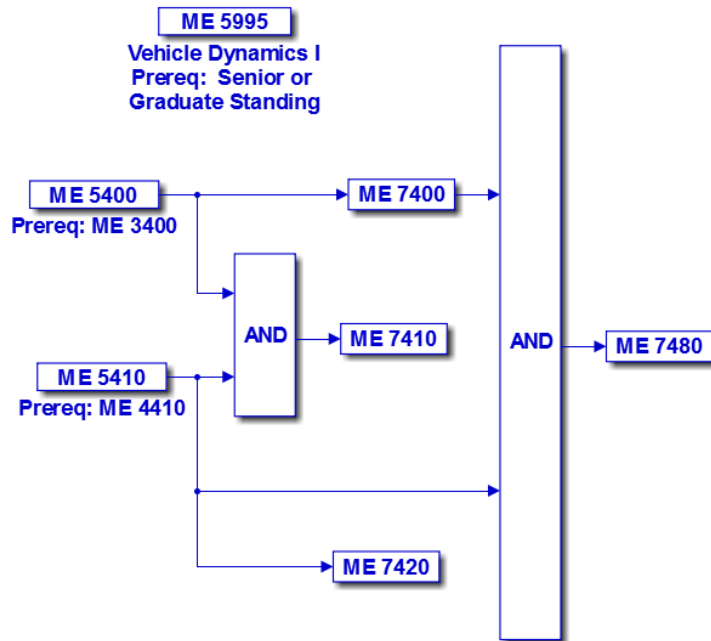 ME 5995
Vehicle Dynamics I
Prereq: Senior or
Graduate Standing
ME 5400
Prereq: ME 3400
ME 7400
AND
ME 7410
AND
ME 7480
ME 5410
Prereq: ME 4410
ME 7420